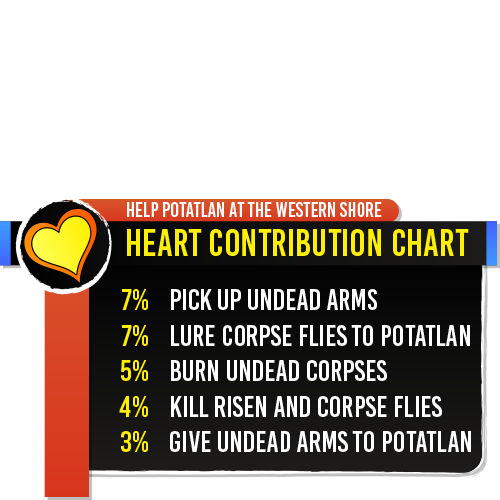 HELP POTATLAN AT THE WESTERN SHORE
HEART CONTRIBUTION CHART
7% PICK UP UNDEAD ARMS
7% LURE CORPSE FLIES TO POTATLAN
5% BURN UNDEAD CORPSES
4% KILL RISEN AND CORPSE FLIES
3% GIVE UNDEAD ARMS TO POTATLAN